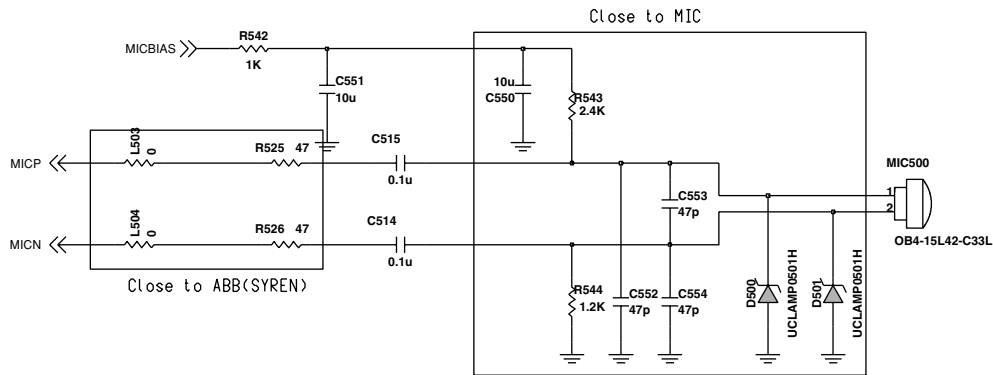 Close to MIC
R542
MICBIAS
1K
C551
10u
10u
C550
R543
2.4K
L503
0
R525 47
C515
MICP
0.1u
MIC500
C553
47p
1
2
L504
0
R526 47
C514
MICN
0.1u
OB4-15L42-C33L
Close to ABB(SYREN)
R544
1.2K
C552
47p
C554
47p
D500
UCLAMP0501H
D501
UCLAMP0501H